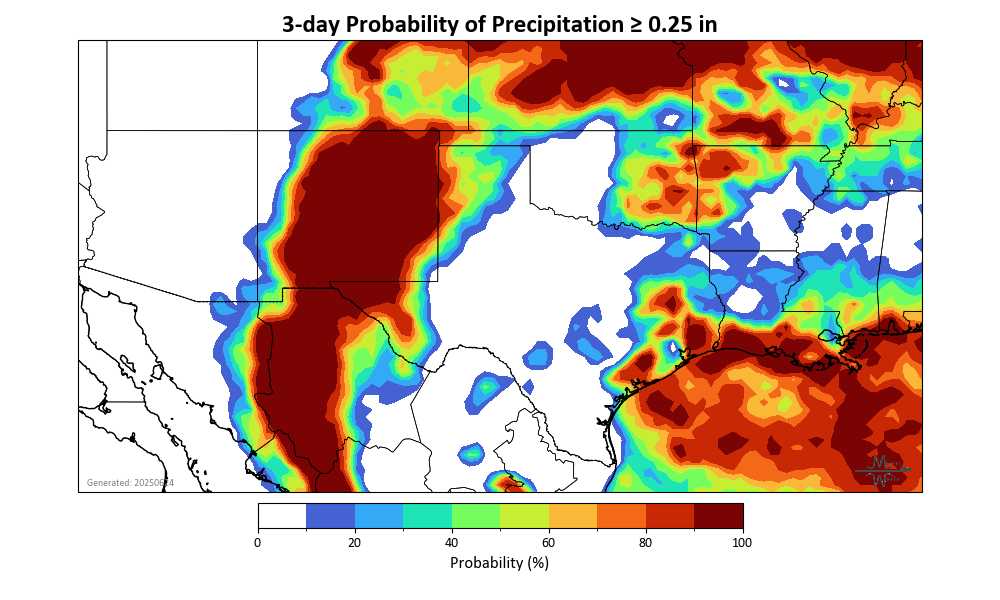 3-day Probability of Precipitation ≥ 0.25 in
Generated: 20250624
0 20 40 60 80 100
Probability (%)